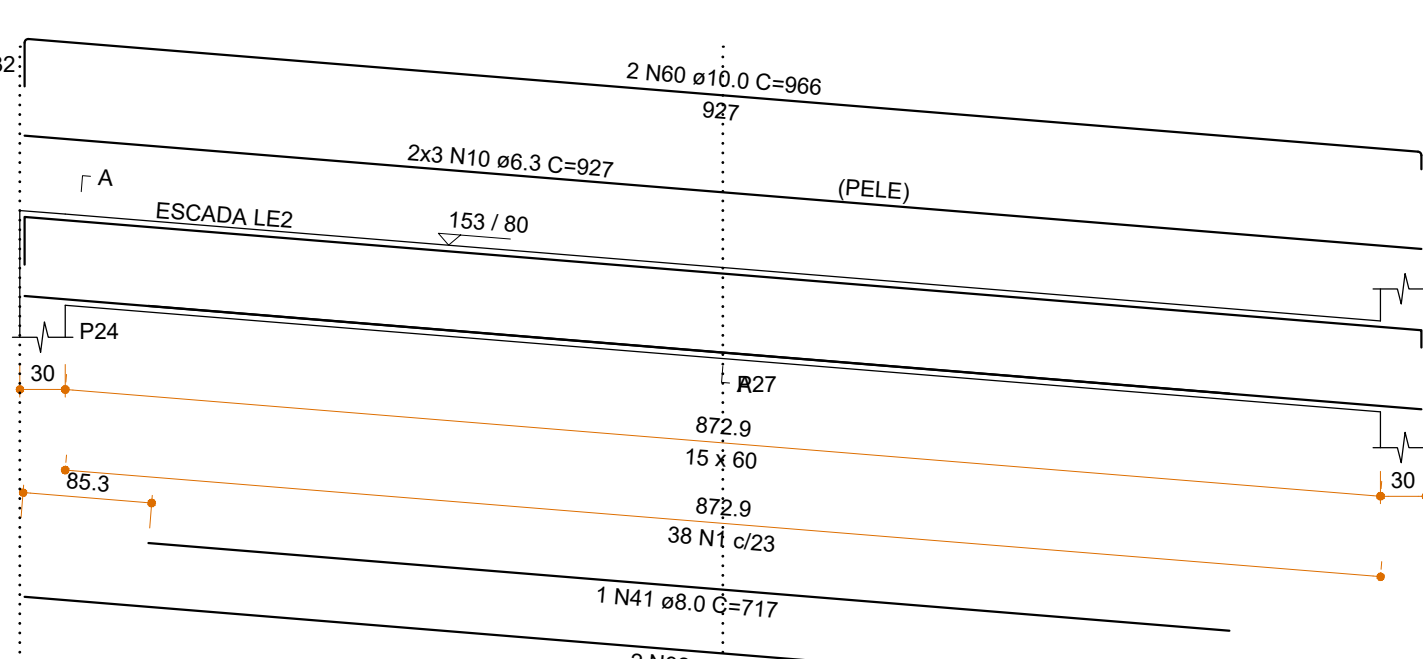 2 N60 ø10.0 C=966
927
2x3 N10 ø6.3 C=927
(PELE)
A
ESCADA LE2
153 / 80
P24
30
P27
A
872.9
15 x 60
30
85.3
872.9
38 N1 c/23
1 N41 ø8.0 C=717